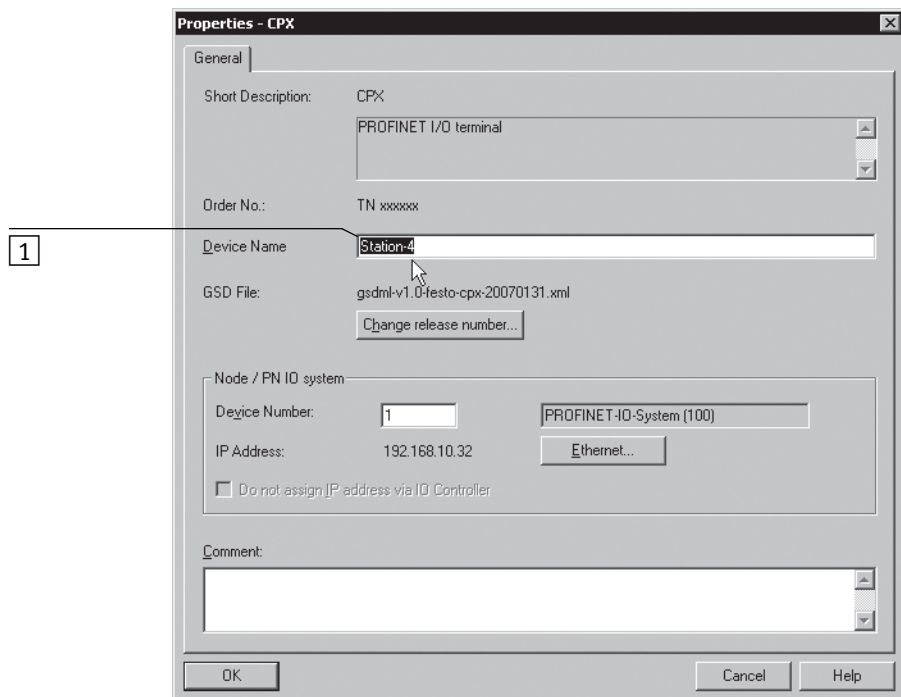 Properties - CPX
General
Short Description: CPX
PROFINET I/O terminal
Order No.: TN xxxxxx
1
Device Name Station-4
GSD File: gsdml-v1.0-festo-cpx-20070131.xml
Change release number...
Node / PN IO system
Device Number: 1 PROFINET-IO-System (100)
IP Address: 192.168.10.32 Ethernet...
Do not assign IP address via IO Controller
Comment:
OK Cancel Help